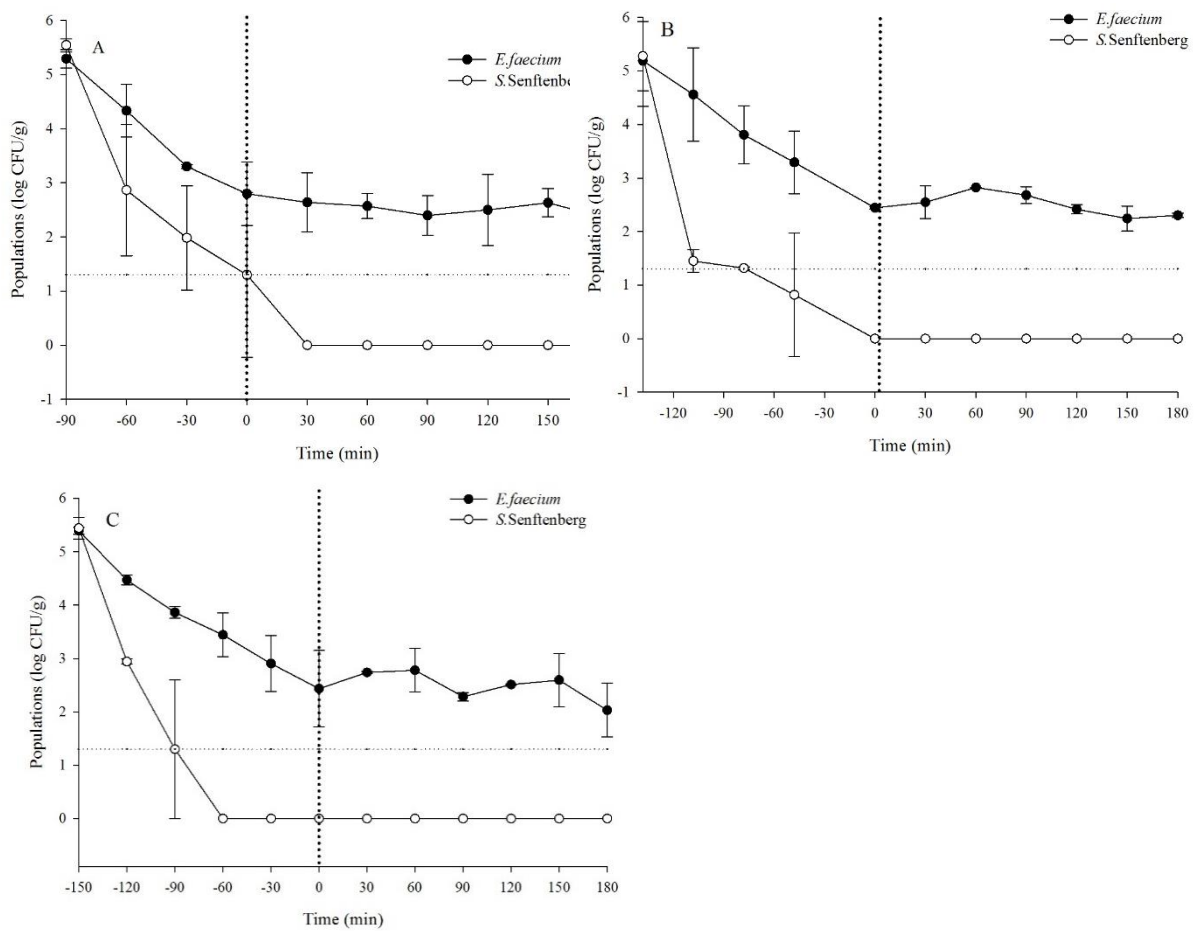 A
E.faecium
S.Senftenbe
Populations (log CFU/g)
6
5
4
3
2
1
0
-1
-90 -60 -30 0 30 60 90 120 150
Time (min)
B
E.faecium
S.Senftenberg
Populations (log CFU/g)
6
5
4
3
2
1
0
-1
-120 -90 -60 -30 0 30 60 90 120 150 180
Time (min)
C
E.faecium
S.Senftenberg
Populations (log CFU/g)
6
5
4
3
2
1
0
-150 -120 -90 -60 -30 0 30 60 90 120 150 180
Time (min)